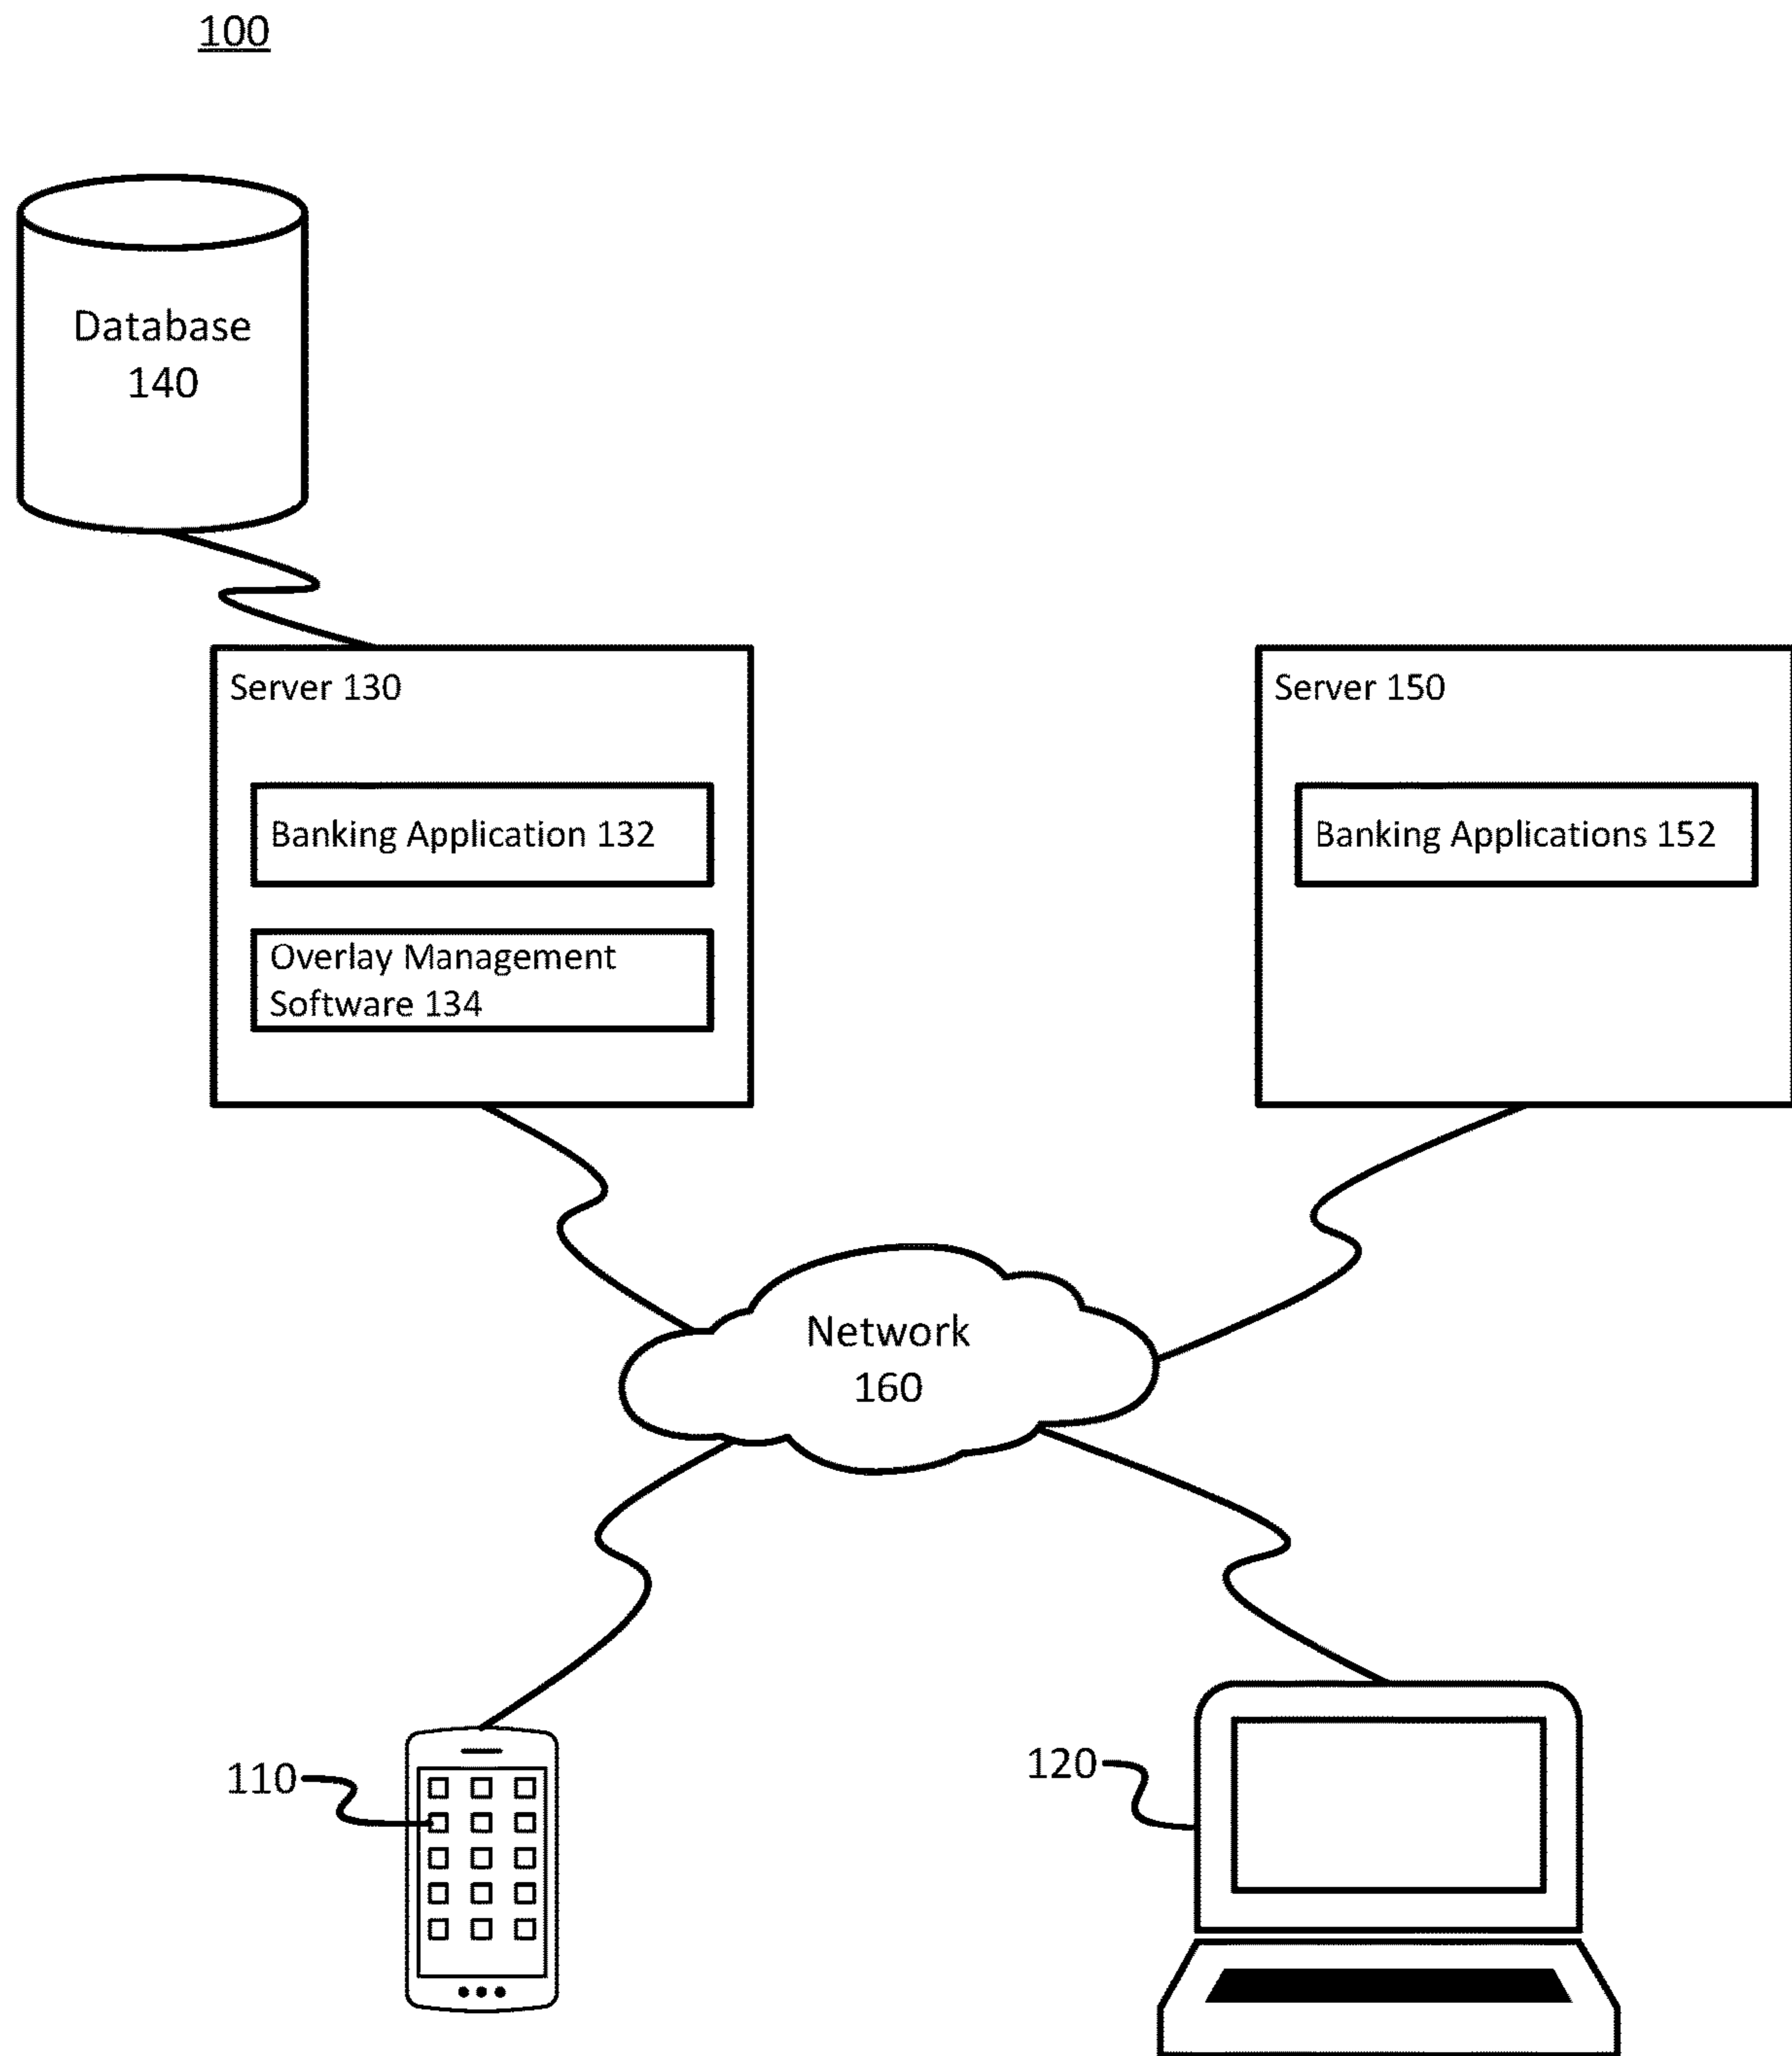 100
Database
140
Server 130
Banking Application 132
Overlay Management
Software 134
Server 150
Banking Applications 152
Network
160
110
120